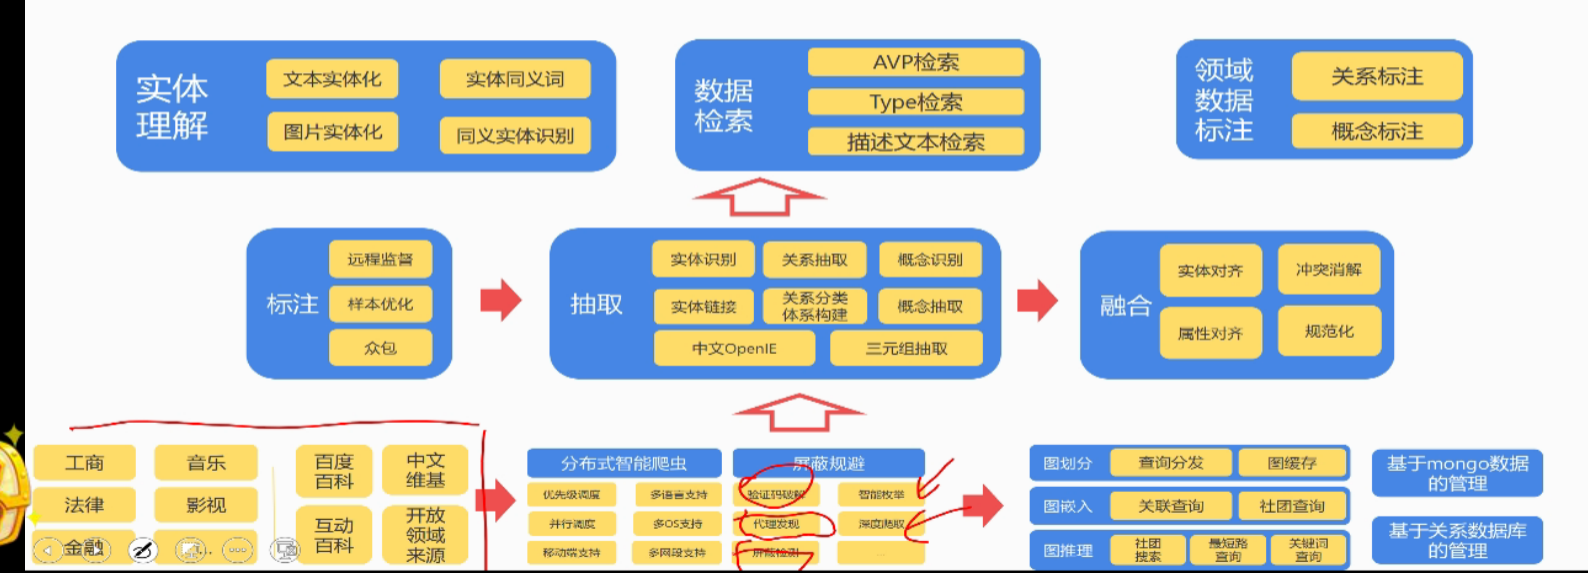 实体
理解
文本实体化
实体同义词
图片实体化
同义实体识别
数据
检索
AVP检索
Type检索
描述文本检索
领域
数据
标注
关系标注
概念标注
标注
远程监督
样本优化
众包
抽取
实体识别
关系抽取
概念识别
实体链接
关系分类
体系构建
概念抽取
中文OpenIE
三元组抽取
融合
实体对齐
冲突消解
属性对齐
规范化
工商
音乐
法律
影视
金融
百度
百科
中文
维基
互动
百科
开放
领域
来源
分布式智能爬虫
优先级调度
多语言支持
并行调度
多OS支持
移动端支持
多网段支持
屏蔽规避
验证码破解
智能枚举
代理发现
深度爬取
屏蔽检测
...
图划分
查询分发
图缓存
图嵌入
关联查询
社团查询
图推理
社团
搜索
最短路
查询
关键词
查询
基于mongo数据
的管理
基于关系数据库
的管理